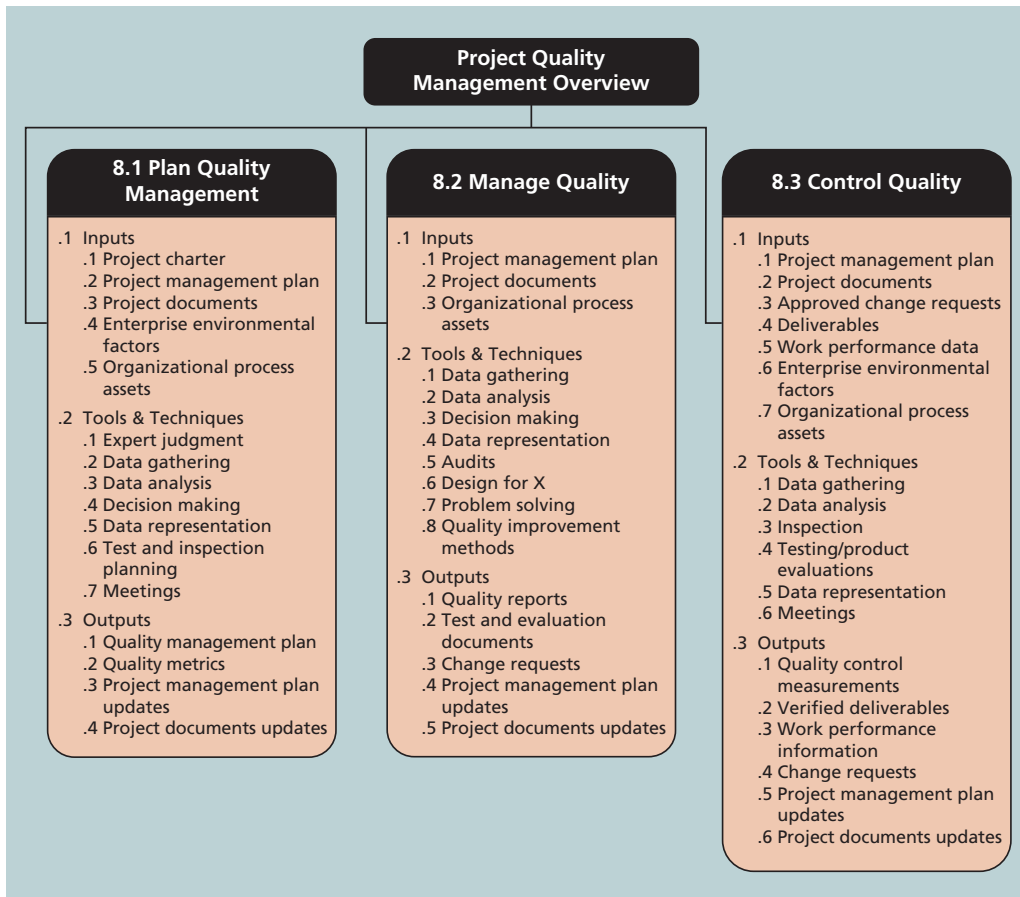 Project Quality
Management Overview
8.1 Plan Quality
Management
.1 Inputs
.1 Project charter
.2 Project management plan
.3 Project documents
.4 Enterprise environmental
factors
.5 Organizational process
assets
.2 Tools & Techniques
.1 Expert judgment
.2 Data gathering
.3 Data analysis
.4 Decision making
.5 Data representation
.6 Test and inspection
planning
.7 Meetings
.3 Outputs
.1 Quality management plan
.2 Quality metrics
.3 Project management plan
updates
.4 Project documents updates
8.2 Manage Quality
.1 Inputs
.1 Project management plan
.2 Project documents
.3 Organizational process
assets
.2 Tools & Techniques
.1 Data gathering
.2 Data analysis
.3 Decision making
.4 Data representation
.5 Audits
.6 Design for X
.7 Problem solving
.8 Quality improvement
methods
.3 Outputs
.1 Quality reports
.2 Test and evaluation
documents
.3 Change requests
.4 Project management plan
updates
.5 Project documents updates
8.3 Control Quality
.1 Inputs
.1 Project management plan
.2 Project documents
.3 Approved change requests
.4 Deliverables
.5 Work performance data
.6 Enterprise environmental
factors
.7 Organizational process
assets
.2 Tools & Techniques
.1 Data gathering
.2 Data analysis
.3 Inspection
.4 Testing/product
evaluations
.5 Data representation
.6 Meetings
.3 Outputs
.1 Quality control
measurements
.2 Verified deliverables
.3 Work performance
information
.4 Change requests
.5 Project management plan
updates
.6 Project documents updates